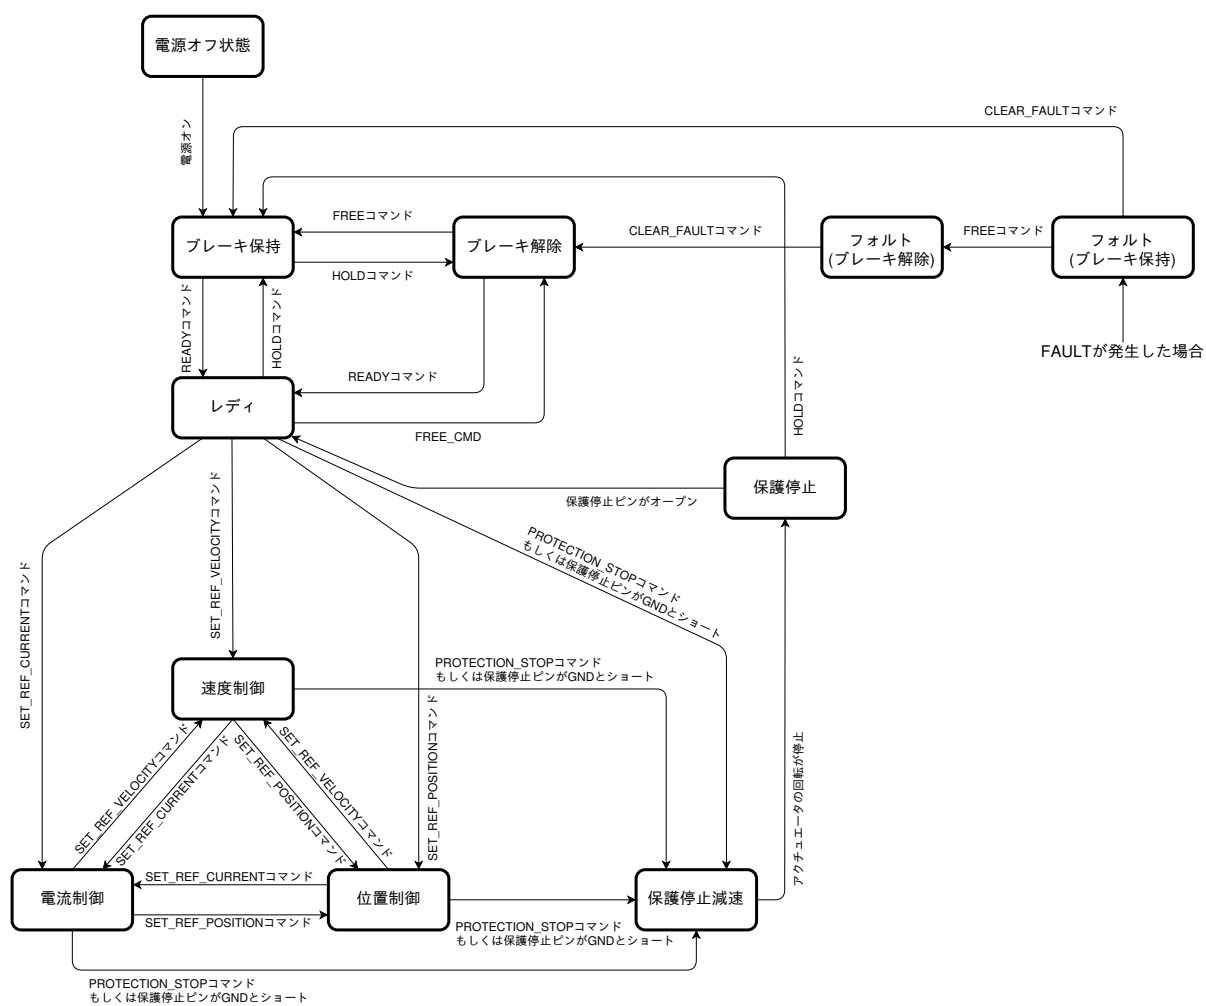 電源オフ状態
電源オン
CLEAR_FAULTコマンド
ブレーキ保持
FREEコマンド
HOLDコマンド
ブレーキ解除
CLEAR_FAULTコマンド
フォルト
(ブレーキ解除)
FREEコマンド
フォルト
(ブレーキ保持)
FAULTが発生した場合
READYコマンド
HOLDコマンド
レディ
READYコマンド
FREE_CMD
HOLDコマンド
保護停止
保護停止ピンがオープン
SET_REF_CURRENTコマンド
SET_REF_VELOCITYコマンド
SET_REF_POSITIONコマンド
PROTECTION_STOPコマンド
もしくは保護停止ピンがGNDとショート
速度制御
PROTECTION_STOPコマンド
もしくは保護停止ピンがGNDとショート
SET_REF_VELOCITYコマンド
SET_REF_CURRENTコマンド
SET_REF_POSITIONコマンド
SET_REF_VELOCITYコマンド
アクチュエータの回転が停止
電流制御
SET_REF_CURRENTコマンド
SET_REF_POSITIONコマンド
位置制御
PROTECTION_STOPコマンド
もしくは保護停止ピンがGNDとショート
保護停止減速
PROTECTION_STOPコマンド
もしくは保護停止ピンがGNDとショート